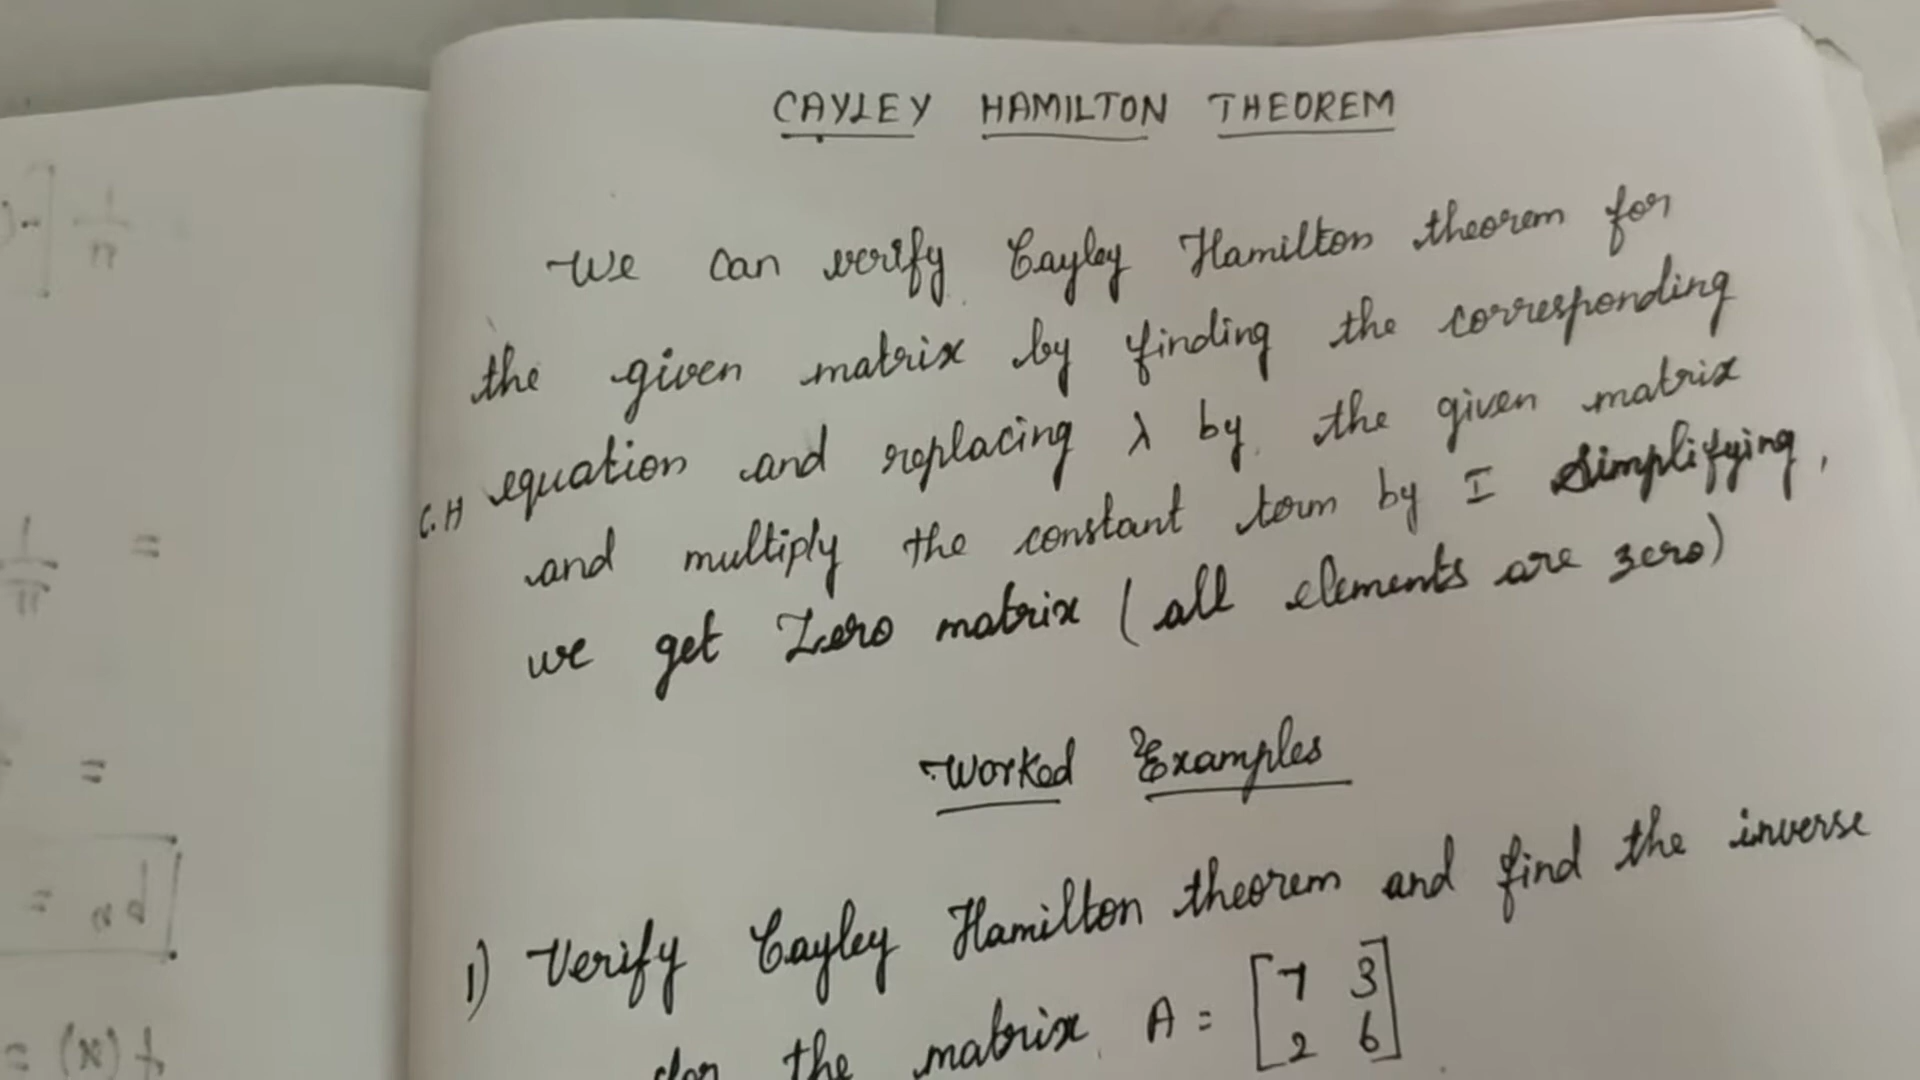 CAYLEY HAMILTON THEOREM
We can verify Cayley Hamilton theorem for
the given matrix by finding the corresponding
C.H equation and replacing λ by the given matrix
and multiply the constant term by I simplifying,
we get Zero matrix (all elements are zero)
Worked Examples
1) Verify Cayley Hamilton theorem and find the inverse
for the matrix A = [7 3
2 6]